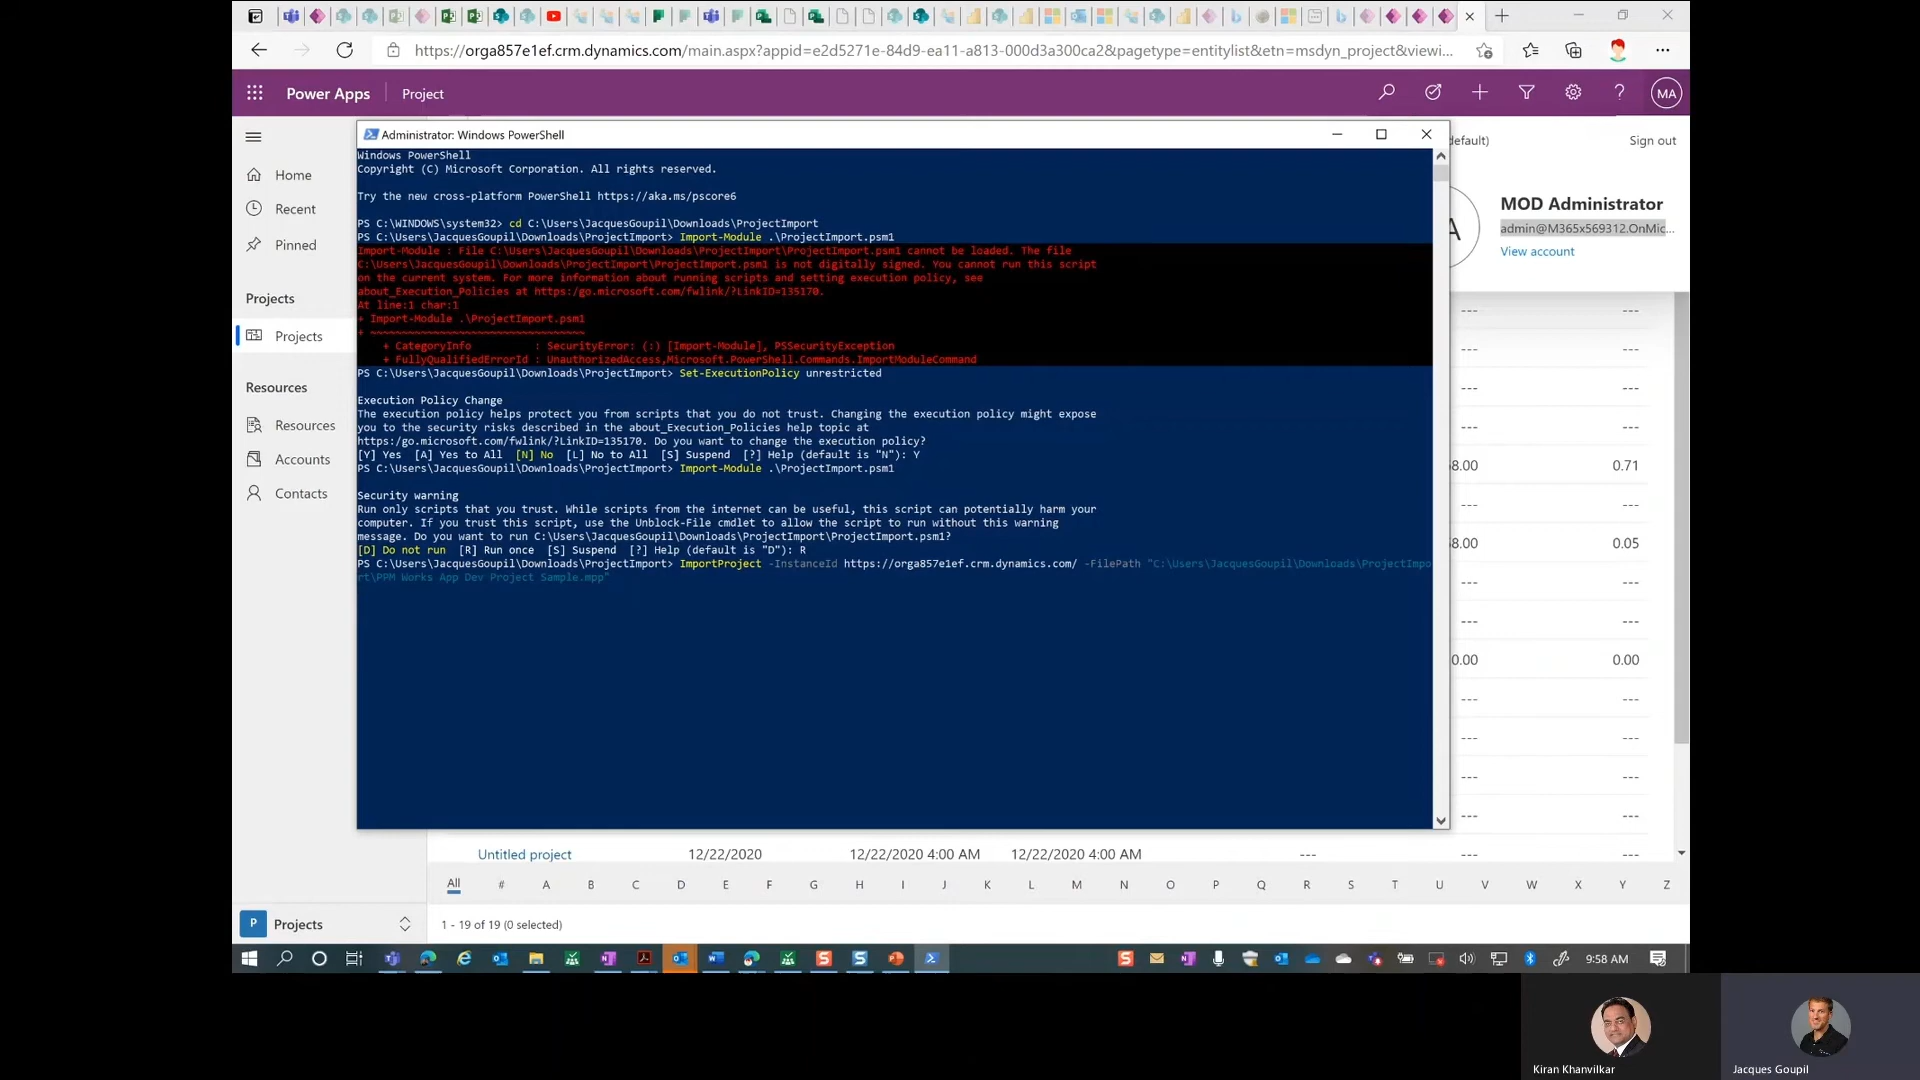 https://orga857e1ef.crm.dynamics.com/main.aspx?appid=e2d5271e-84d9-ea11-a813-000d3a300ca2&pagetype=entitylist&etn=msdyn_project&viewi...
Power Apps
Project
MA
Administrator: Windows PowerShell
Windows PowerShell
Copyright (C) Microsoft Corporation. All rights reserved.
Try the new cross-platform PowerShell https://aka.ms/pscore6
PS C:\WINDOWS\system32> cd C:\Users\JacquesGoupil\Downloads\ProjectImport
PS C:\Users\JacquesGoupil\Downloads\ProjectImport> Import-Module .\ProjectImport.psm1
Import-Module : File C:\Users\JacquesGoupil\Downloads\ProjectImport\ProjectImport.psm1 cannot be loaded. The file
C:\Users\JacquesGoupil\Downloads\ProjectImport\ProjectImport.psm1 is not digitally signed. You cannot run this script
on the current system. For more information about running scripts and setting execution policy, see
about_Execution_Policies at https:/go.microsoft.com/fwlink/?LinkID=135170.
At line:1 char:1
+ Import-Module .\ProjectImport.psm1
+ ~~~~~~~~~~~~~~~~~~~~~~~~~~~~~~~~~~
+ CategoryInfo : SecurityError: (:) [Import-Module], PSSecurityException
+ FullyQualifiedErrorId : UnauthorizedAccess,Microsoft.PowerShell.Commands.ImportModuleCommand
PS C:\Users\JacquesGoupil\Downloads\ProjectImport> Set-ExecutionPolicy unrestricted
Execution Policy Change
The execution policy helps protect you from scripts that you do not trust. Changing the execution policy might expose
you to the security risks described in the about_Execution_Policies help topic at
https:/go.microsoft.com/fwlink/?LinkID=135170. Do you want to change the execution policy?
[Y] Yes [A] Yes to All [N] No [L] No to All [S] Suspend [?] Help (default is "N"): Y
PS C:\Users\JacquesGoupil\Downloads\ProjectImport> Import-Module .\ProjectImport.psm1
Security warning
Run only scripts that you trust. While scripts from the internet can be useful, this script can potentially harm your
computer. If you trust this script, use the Unblock-File cmdlet to allow the script to run without this warning
message. Do you want to run C:\Users\JacquesGoupil\Downloads\ProjectImport\ProjectImport.psm1?
[D] Do not run [R] Run once [S] Suspend [?] Help (default is "D"): R
PS C:\Users\JacquesGoupil\Downloads\ProjectImport> ImportProject -InstanceId https://orga857e1ef.crm.dynamics.com/ -FilePath "C:\Users\JacquesGoupil\Downloads\ProjectImpo
rt\PPM Works App Dev Project Sample.mpp"
Home
Recent
Pinned
Projects
Projects
Resources
Resources
Accounts
Contacts
default)
Sign out
A
MOD Administrator
admin@M365x569312.OnMic...
View account
--- ---
--- ---
--- ---
--- ---
8.00 0.71
--- ---
8.00 0.05
--- ---
--- ---
0.00 0.00
--- ---
--- ---
--- ---
--- ---
Untitled project 12/22/2020 12/22/2020 4:00 AM 12/22/2020 4:00 AM --- --- ---
All # A B C D E F G H I J K L M N O P Q R S T U V W X Y Z
P Projects
1 - 19 of 19 (0 selected)
9:58 AM
Kiran Khanvilkar
Jacques Goupil